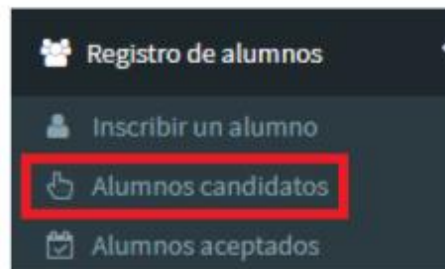 Registro de alumnos
Inscribir un alumno
Alumnos candidatos
Alumnos aceptados